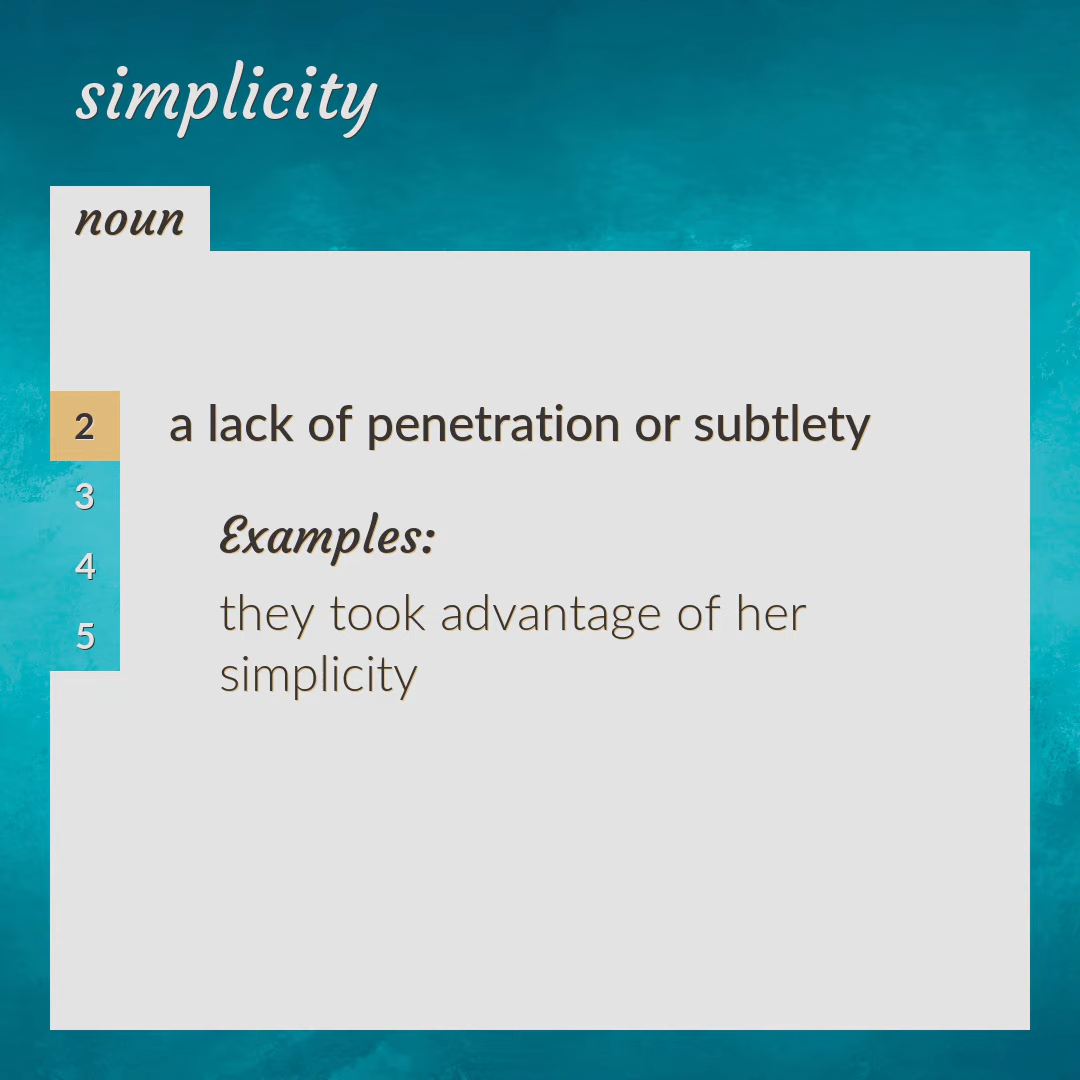 simplicity
noun
2
a lack of penetration or subtlety
3
4
5
Examples:
they took advantage of her
simplicity